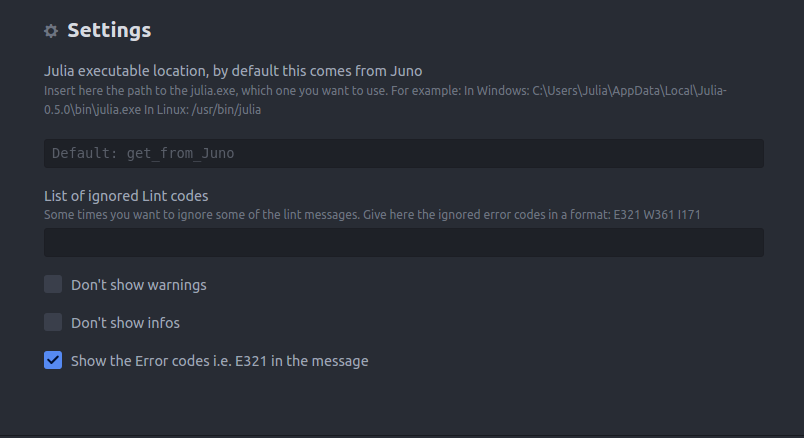 Settings
Julia executable location, by default this comes from Juno
Insert here the path to the julia.exe, which one you want to use. For example: In Windows: C:\Users\Julia\AppData\Local\Julia-
0.5.0\bin\julia.exe In Linux: /usr/bin/julia
Default: get_from_Juno
List of ignored Lint codes
Some times you want to ignore some of the lint messages. Give here the ignored error codes in a format: E321 W361 I171
Don't show warnings
Don't show infos
Show the Error codes i.e. E321 in the message